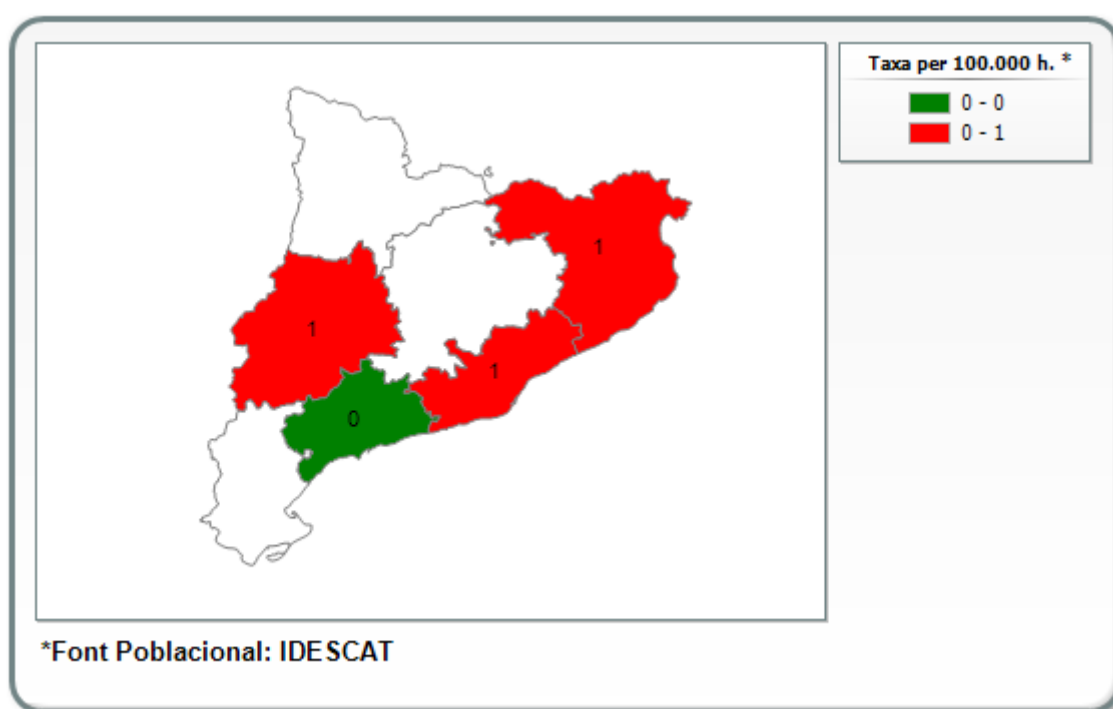 Taxa per 100.000 h. *
0 - 0
0 - 1
1
1
1
0
*Font Poblacional: IDESCAT